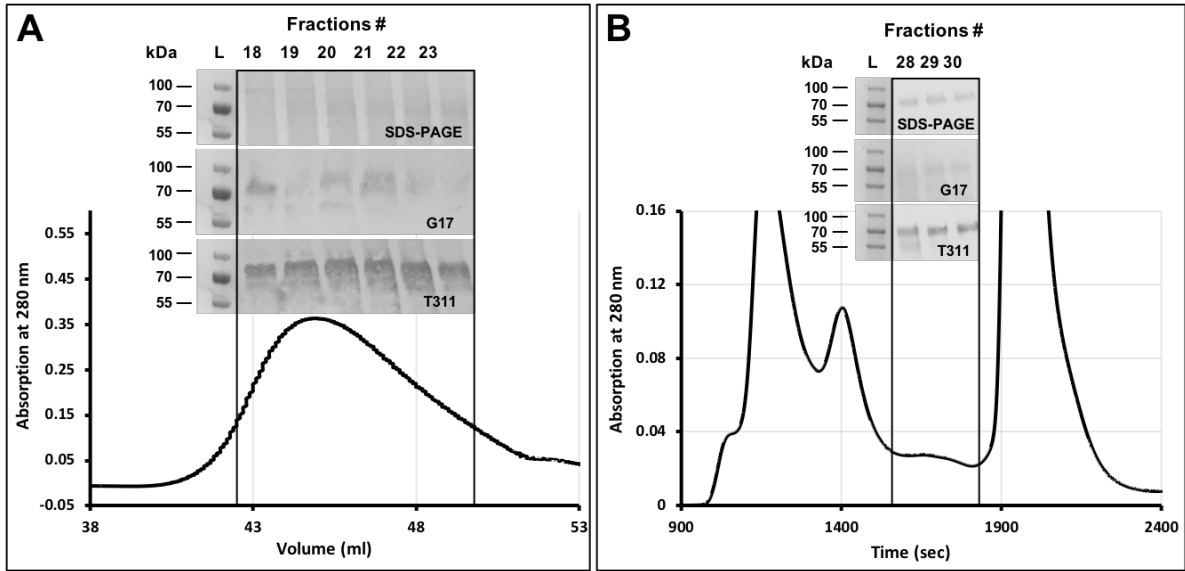 A
Fractions #
kDa L 18 19 20 21 22 23
100
70
55
SDS-PAGE
100
70
55
G17
100
70
55
T311
0.55
0.45
0.35
0.25
0.15
0.05
-0.05
Absorption at 280 nm
38 43 48 53
Volume (ml)
B
Fractions #
kDa L 28 29 30
100
70
55
SDS-PAGE
100
70
55
G17
100
70
55
T311
0.16
0.12
0.08
0.04
0
Absorption at 280 nm
900 1400 1900 2400
Time (sec)